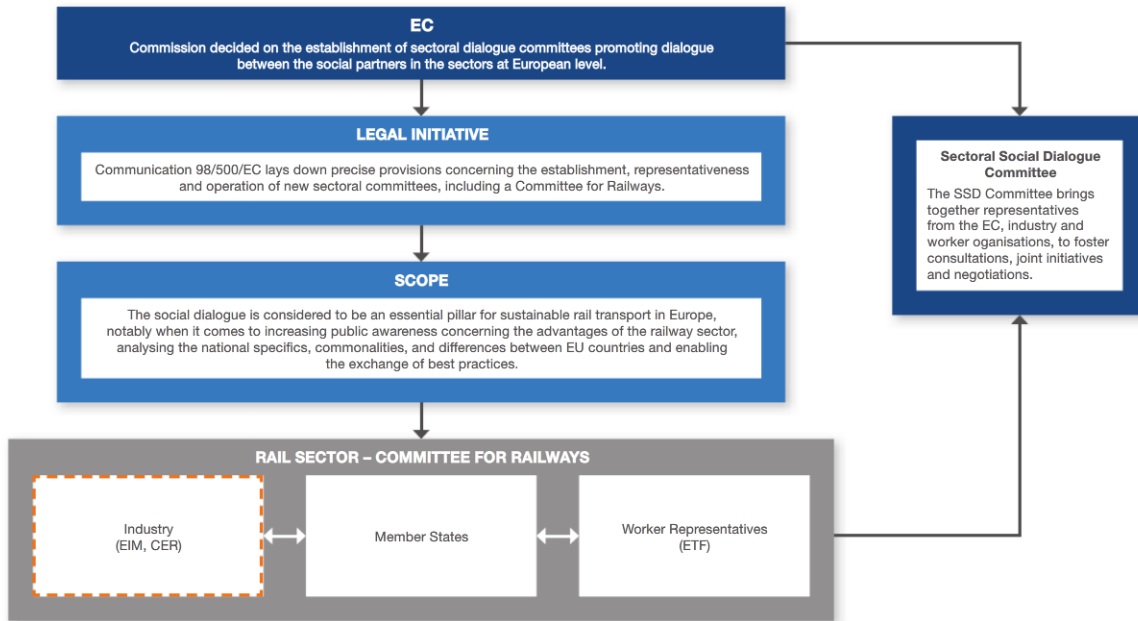 EC
Commission decided on the establishment of sectoral dialogue committees promoting dialogue
between the social partners in the sectors at European level.
LEGAL INITIATIVE
Communication 98/500/EC lays down precise provisions concerning the establishment, representativeness
and operation of new sectoral committees, including a Committee for Railways.
Sectoral Social Dialogue
Committee
The SSD Committee brings
together representatives
from the EC, industry and
worker oganisations, to foster
consultations, joint initiatives
and negotiations.
SCOPE
The social dialogue is considered to be an essential pillar for sustainable rail transport in Europe,
notably when it comes to increasing public awareness concerning the advantages of the railway sector,
analysing the national specifics, commonalities, and differences between EU countries and enabling
the exchange of best practices.
RAIL SECTOR – COMMITTEE FOR RAILWAYS
Industry
(EIM, CER)
Member States
Worker Representatives
(ETF)